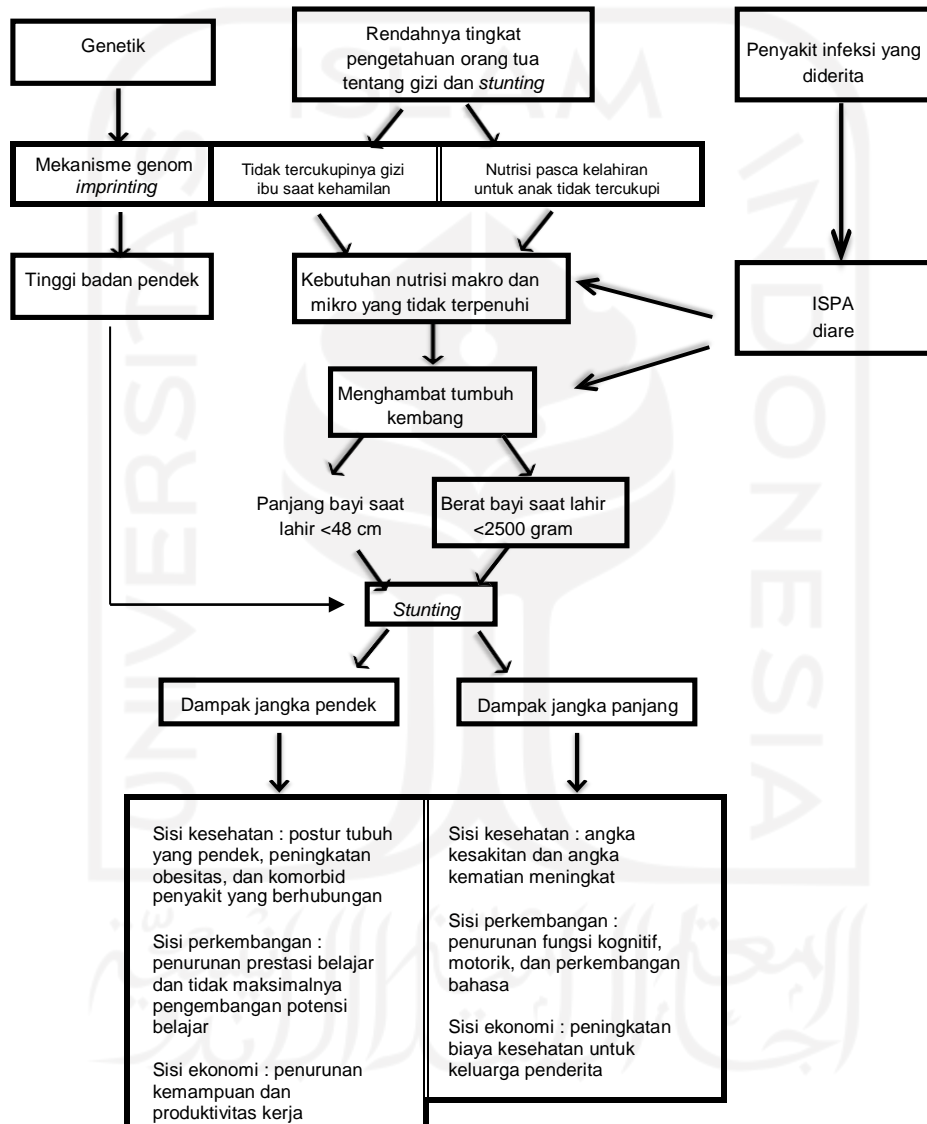 Genetik
Rendahnya tingkat
pengetahuan orang tua
tentang gizi dan stunting
Penyakit infeksi yang
diderita
Mekanisme genom
imprinting
Tidak tercukupinya gizi
ibu saat kehamilan
Nutrisi pasca kelahiran
untuk anak tidak tercukupi
Tinggi badan pendek
Kebutuhan nutrisi makro dan
mikro yang tidak terpenuhi
ISPA
diare
Menghambat tumbuh
kembang
Panjang bayi saat
lahir <48 cm
Berat bayi saat lahir
<2500 gram
Stunting
Dampak jangka pendek
Dampak jangka panjang
Sisi kesehatan : postur tubuh
yang pendek, peningkatan
obesitas, dan komorbid
penyakit yang berhubungan
Sisi perkembangan :
penurunan prestasi belajar
dan tidak maksimalnya
pengembangan potensi
belajar
Sisi ekonomi : penurunan
kemampuan dan
produktivitas kerja
Sisi kesehatan : angka
kesakitan dan angka
kematian meningkat
Sisi perkembangan :
penurunan fungsi kognitif,
motorik, dan perkembangan
bahasa
Sisi ekonomi : peningkatan
biaya kesehatan untuk
keluarga penderita
UNIVERSITAS
ISLAM
INDONESIA